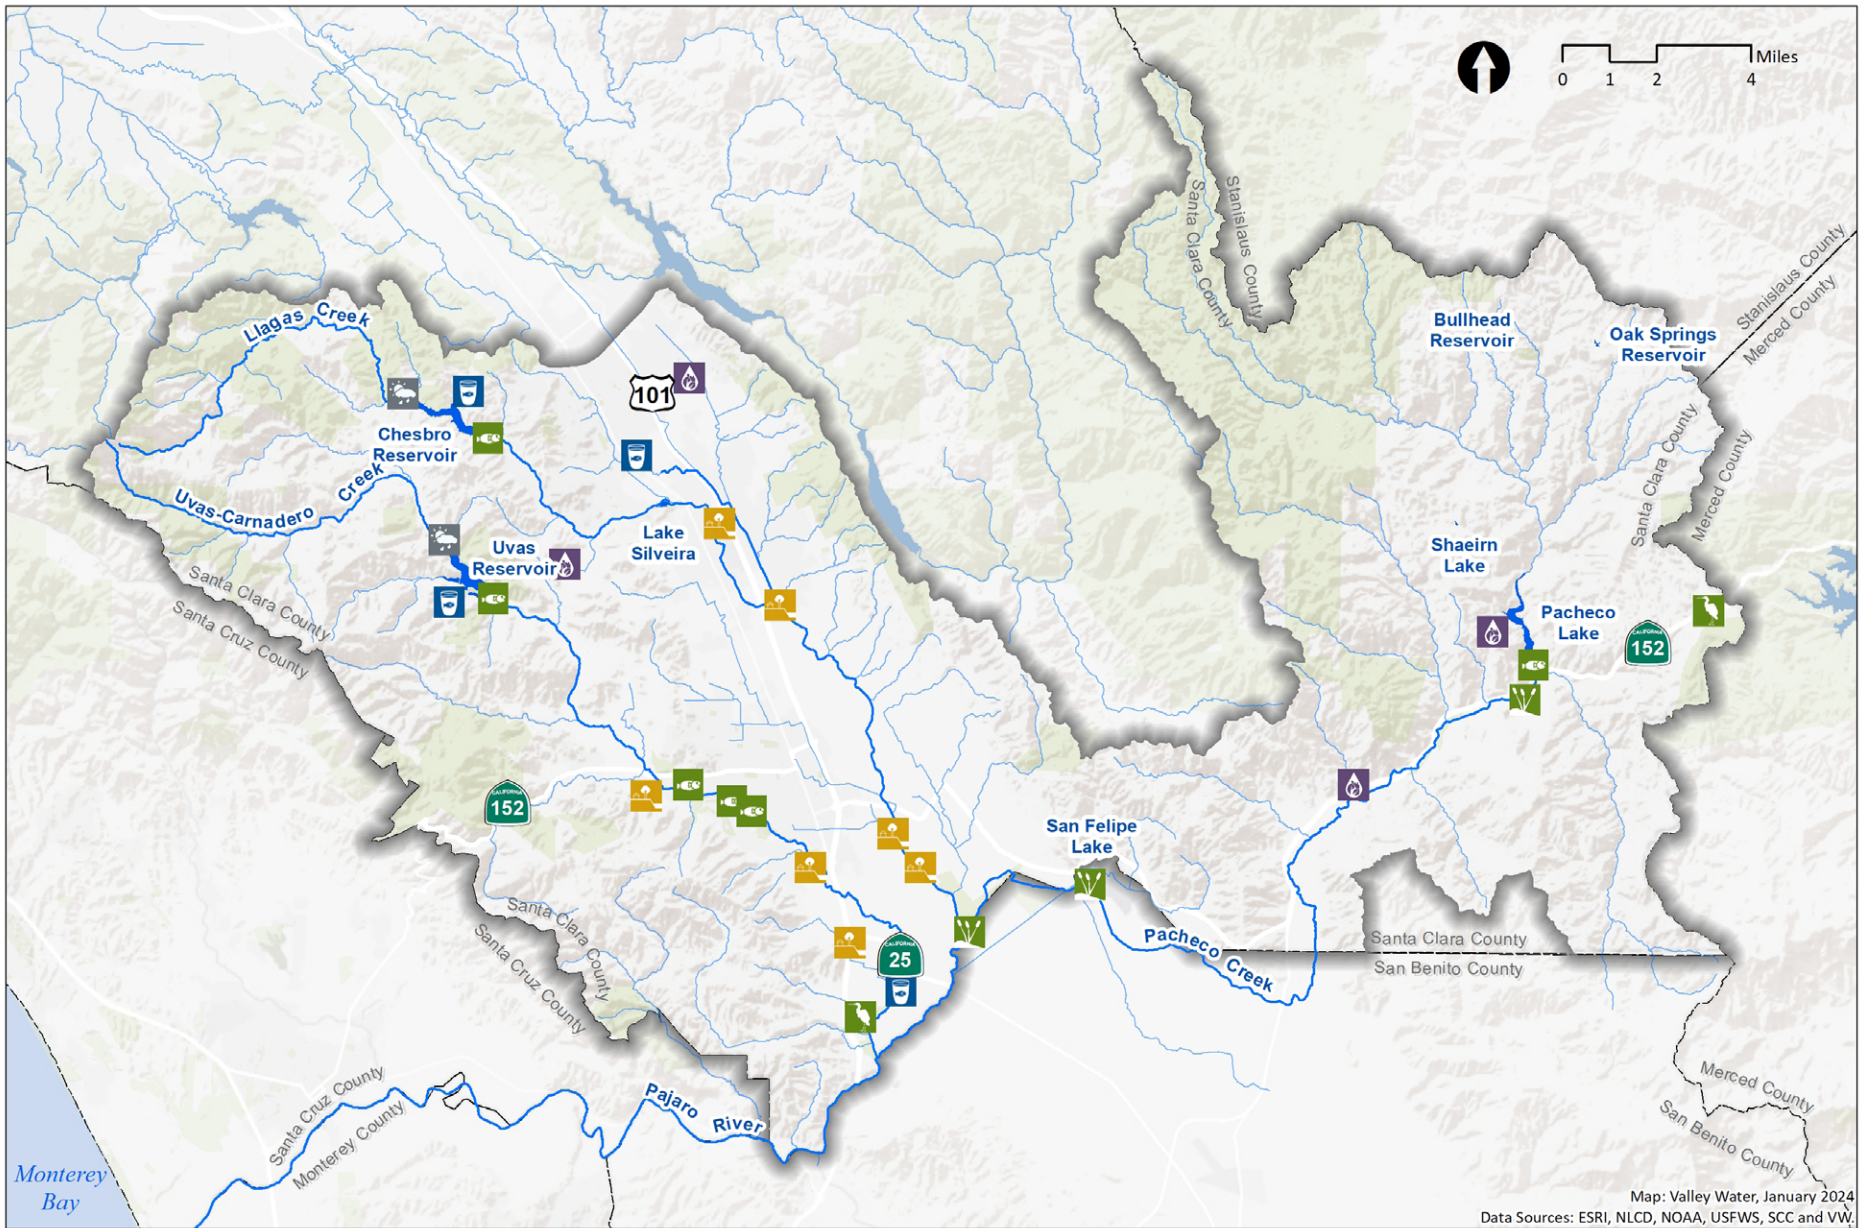 Miles
0 1 2 4
Stanislaus County
Santa Clara County
Stanislaus County
Merced County
Llagas Creek
Bullhead
Reservoir
Oak Springs
Reservoir
101
Chesbro
Reservoir
Santa Clara County
Merced County
Uvas-Carnadero Creek
Lake
Silveira
Uvas
Reservoir
Shaeirn
Lake
Santa Clara County
Santa Cruz County
Pacheco
Lake
CALIFORNIA
152
CALIFORNIA
152
San Felipe
Lake
Santa Clara County
Santa Cruz County
CALIFORNIA
25
Pacheco Creek
Santa Clara County
San Benito County
Santa Cruz County
Monterey County
Pajaro River
Merced County
San Benito County
Monterey
Bay
Map: Valley Water, January 2024
Data Sources: ESRI, NLCD, NOAA, USFWS, SCC and VW